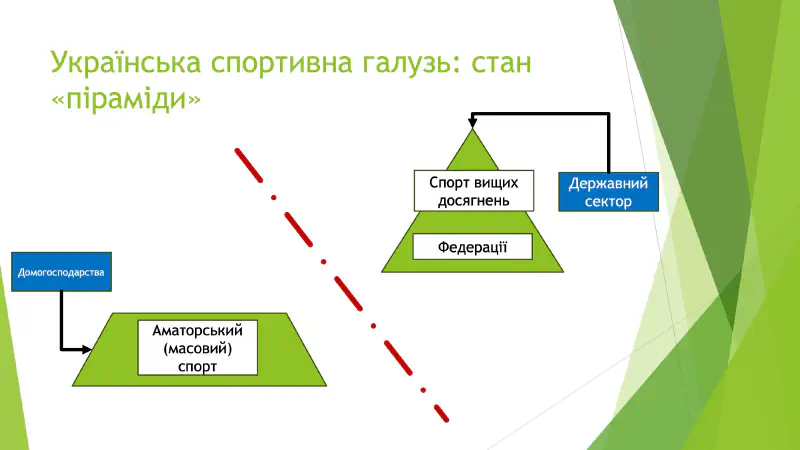 Українська спортивна галузь: стан
«піраміди»
Спорт вищих
досягнень
Державний
сектор
Федерації
Домогосподарства
Аматорський
(масовий)
спорт